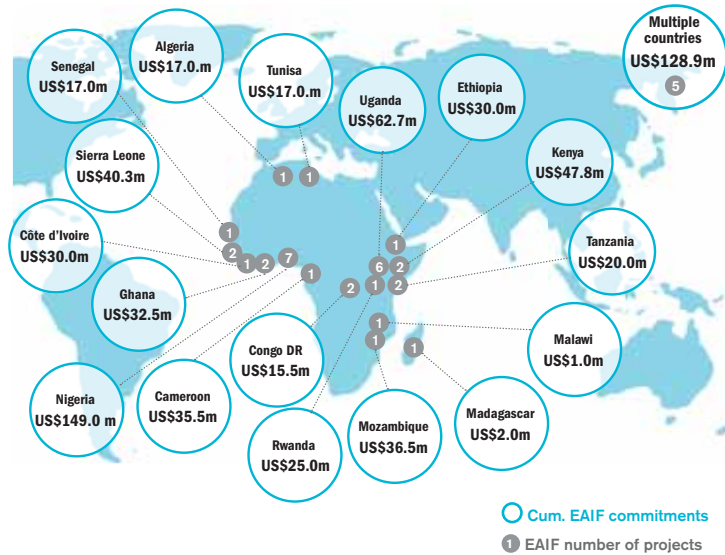 Multiple
countries
US$128.9m
5
Algeria
US$17.0.m
Senegal
US$17.0m
Tunisa
US$17.0.m
Uganda
US$62.7m
Ethiopia
US$30.0m
Sierra Leone
US$40.3m
Kenya
US$47.8m
Côte d'Ivoire
US$30.0m
Tanzania
US$20.0m
Ghana
US$32.5m
Congo DR
US$15.5m
Malawi
US$1.0m
Nigeria
US$149.0 m
Cameroon
US$35.5m
Rwanda
US$25.0m
Mozambique
US$36.5m
Madagascar
US$2.0m
1
1
1
2
1
2
7
1
1
6
2
2
1
2
1
1
1
Cum. EAIF commitments
1 EAIF number of projects